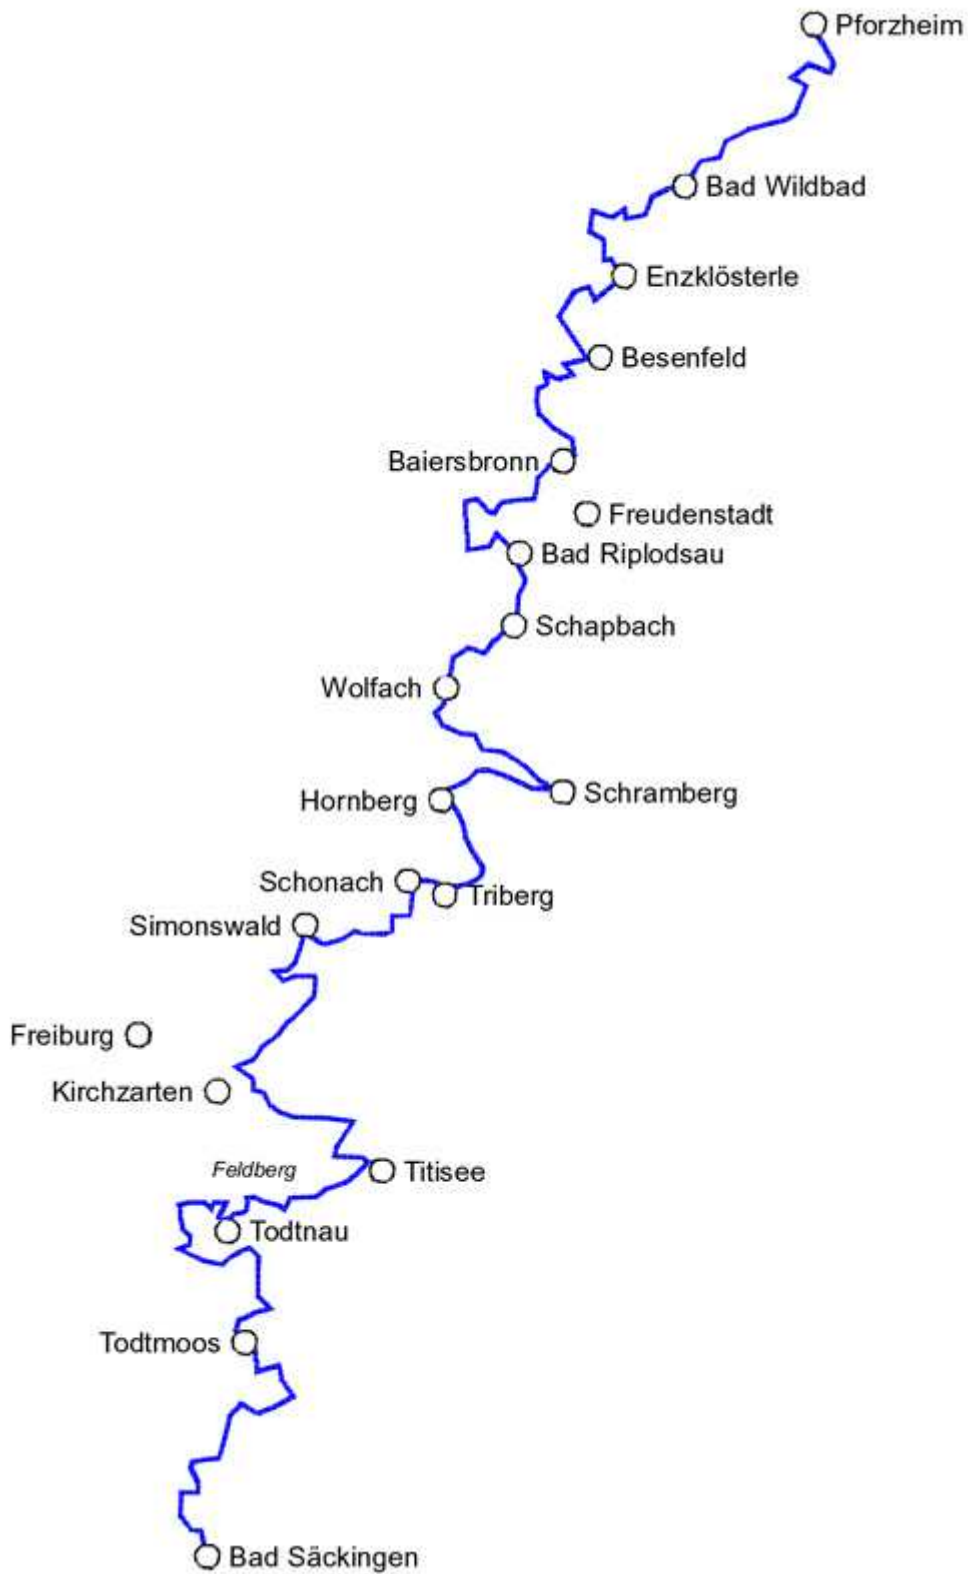 Pforzheim
Bad Wildbad
Enzklösterle
Besenfeld
Baiersbronn
Freudenstadt
Bad Riplodsau
Schapbach
Wolfach
Schramberg
Hornberg
Schonach
Triberg
Simonswald
Freiburg
Kirchzarten
Feldberg
Titisee
Todtnau
Todtmoos
Bad Säckingen